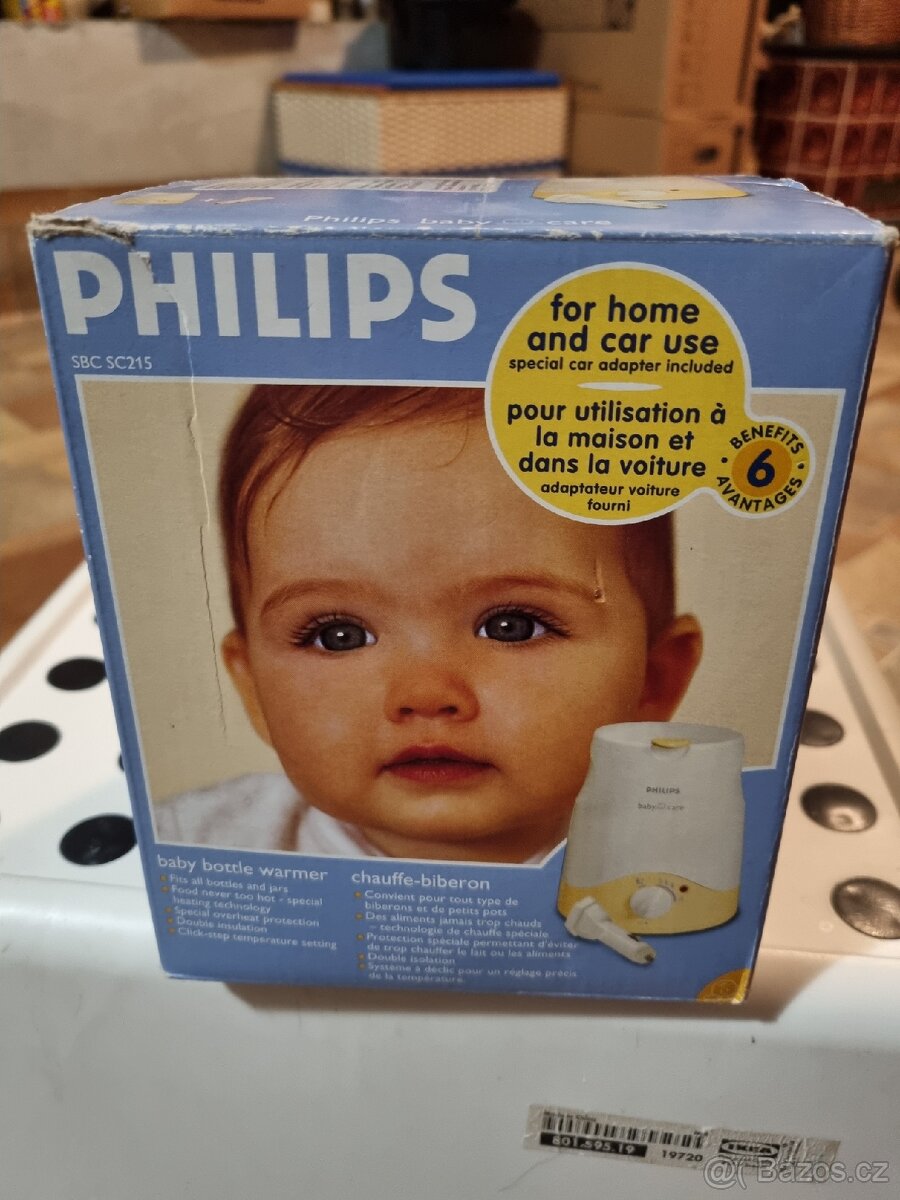 Philips baby care
PHILIPS
SBC SC215
for home
and car use
special car adapter included
pour utilisation à
la maison et
dans la voiture
adaptateur voiture
fourni
BENEFITS
6
AVANTAGES
PHILIPS
baby care
baby bottle warmer
• Fits all bottles and jars
• Food never too hot - special
heating technology
• Special overheat protection
• Double insulation
• Click-step temperature setting
chauffe-biberon
• Convient pour tout type de
biberons et de petits pots
• Des aliments jamais trop chauds
– technologie de chauffe spéciale
• Protection spéciale permettant d'éviter
de trop chauffer le lait ou les aliments
• Double isolation
• Système à déclic pour un réglage précis
de la température.
801.595.19
19720
IKEA
@ Bazos.cz